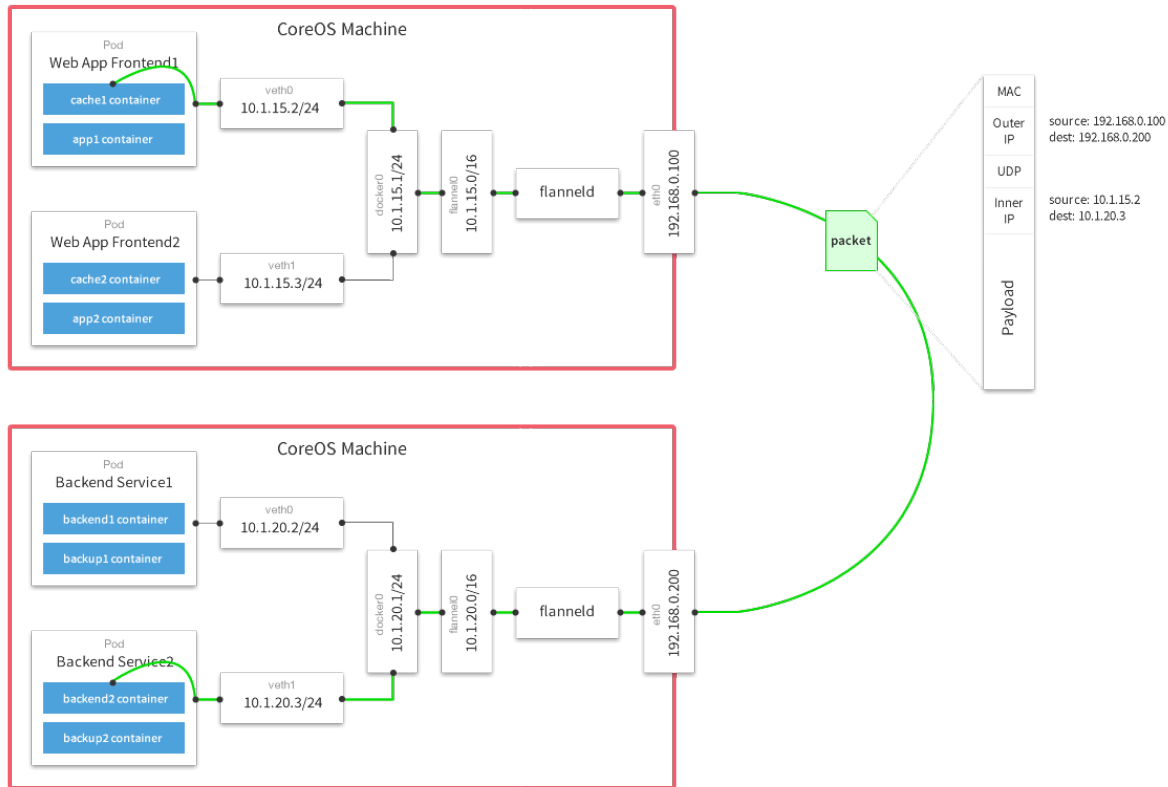 CoreOS Machine
Pod
Web App Frontend1
cache1 container
app1 container
veth0
10.1.15.2/24
Pod
Web App Frontend2
cache2 container
app2 container
veth1
10.1.15.3/24
docker0
10.1.15.1/24
flannel0
10.1.15.0/16
flanneld
eth0
192.168.0.100
packet
MAC
Outer
IP
source: 192.168.0.100
dest: 192.168.0.200
UDP
Inner
IP
source: 10.1.15.2
dest: 10.1.20.3
Payload
CoreOS Machine
Pod
Backend Service1
backend1 container
backup1 container
veth0
10.1.20.2/24
Pod
Backend Service2
backend2 container
backup2 container
veth1
10.1.20.3/24
docker0
10.1.20.1/24
flannel0
10.1.20.0/16
flanneld
eth0
192.168.0.200